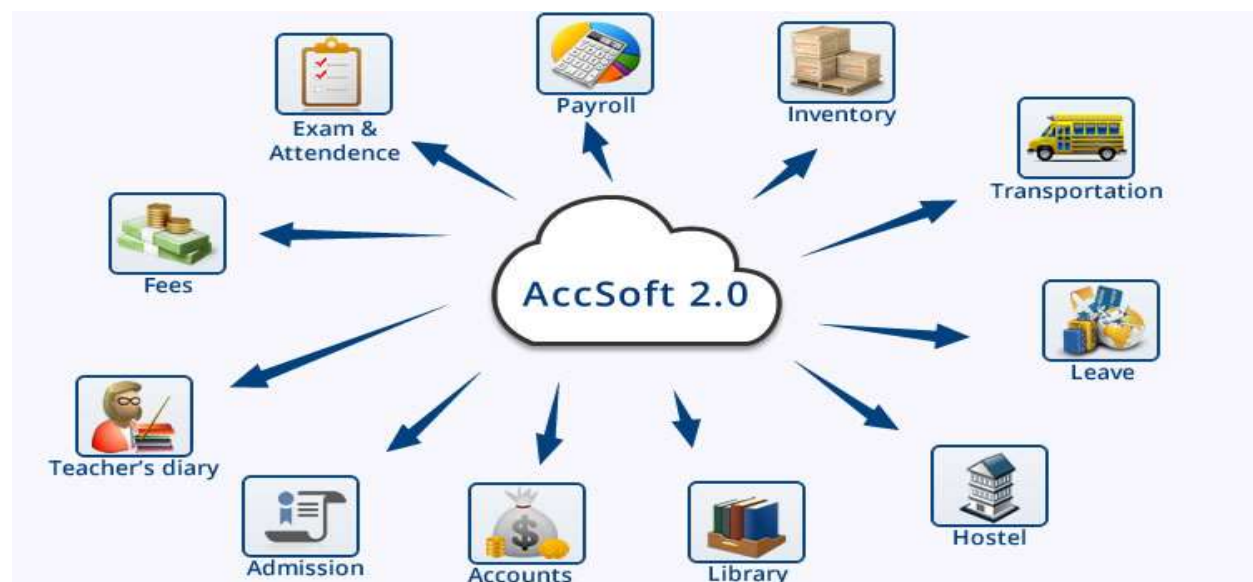 Payroll
Inventory
Exam &
Attendence
Transportation
Fees
AccSoft 2.0
Leave
Teacher's diary
Hostel
Admission
Accounts
Library